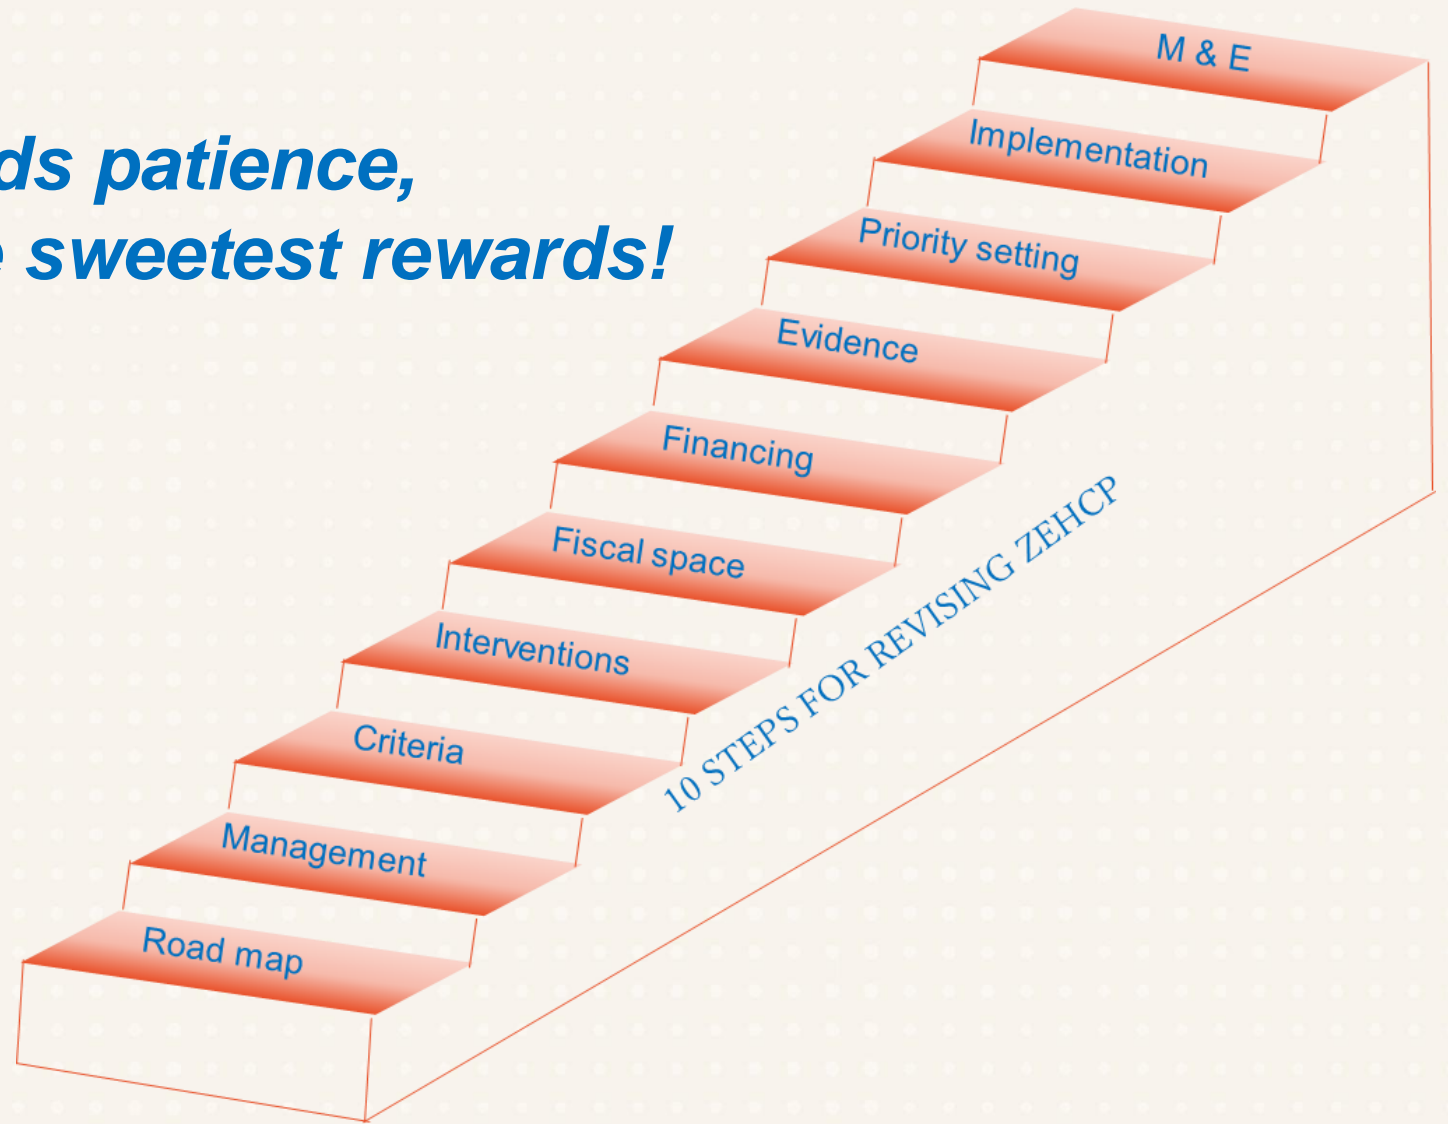 ds patience,
e sweetest rewards!
M & E
Implementation
Priority setting
Evidence
Financing
Fiscal space
Interventions
Criteria
Management
Road map
10 STEPS FOR REVISING ZEHCP